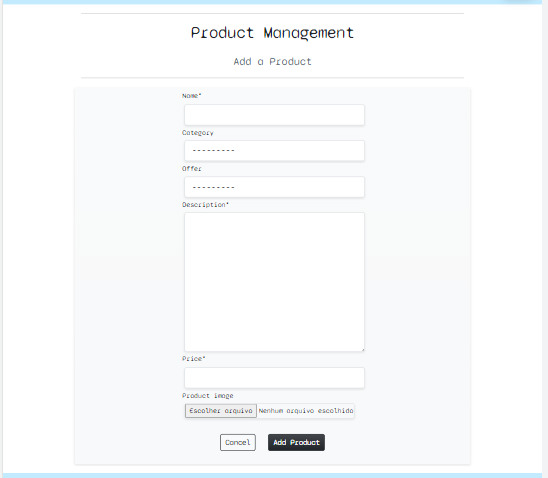 Product Management
Add a Product
Name*
Category
---------
Offer
---------
Description*
Price*
Product image
Escolher arquivo Nenhum arquivo escolhido
Cancel Add Product